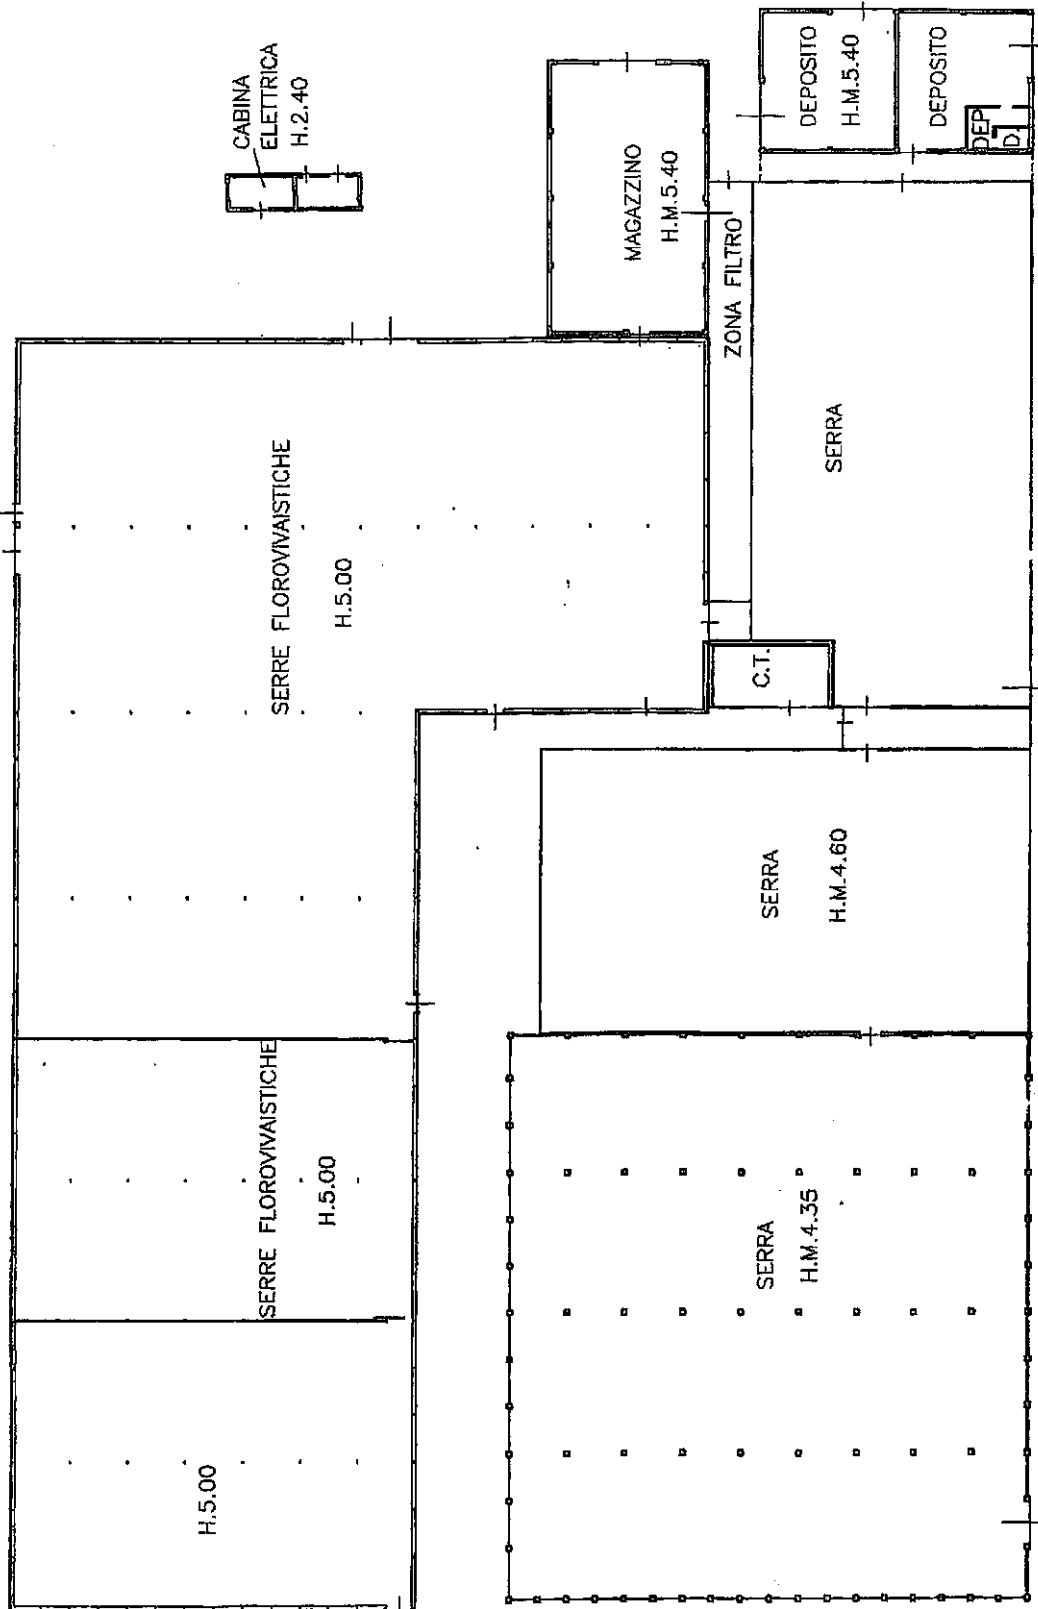 CABINA
ELETTRICA
H.2.40
DEPOSITO
H.M.5.40
DEPOSITO
DEP
D.
MAGAZZINO
H.M.5.40
ZONA FILTRO
SERRA
SERRE FLOROVIVAISTICHE
H.5.00
C.T.
SERRA
H.M.4.60
SERRE FLOROVIVAISTICHE
H.5.00
SERRA
H.M.4.35
H.5.00